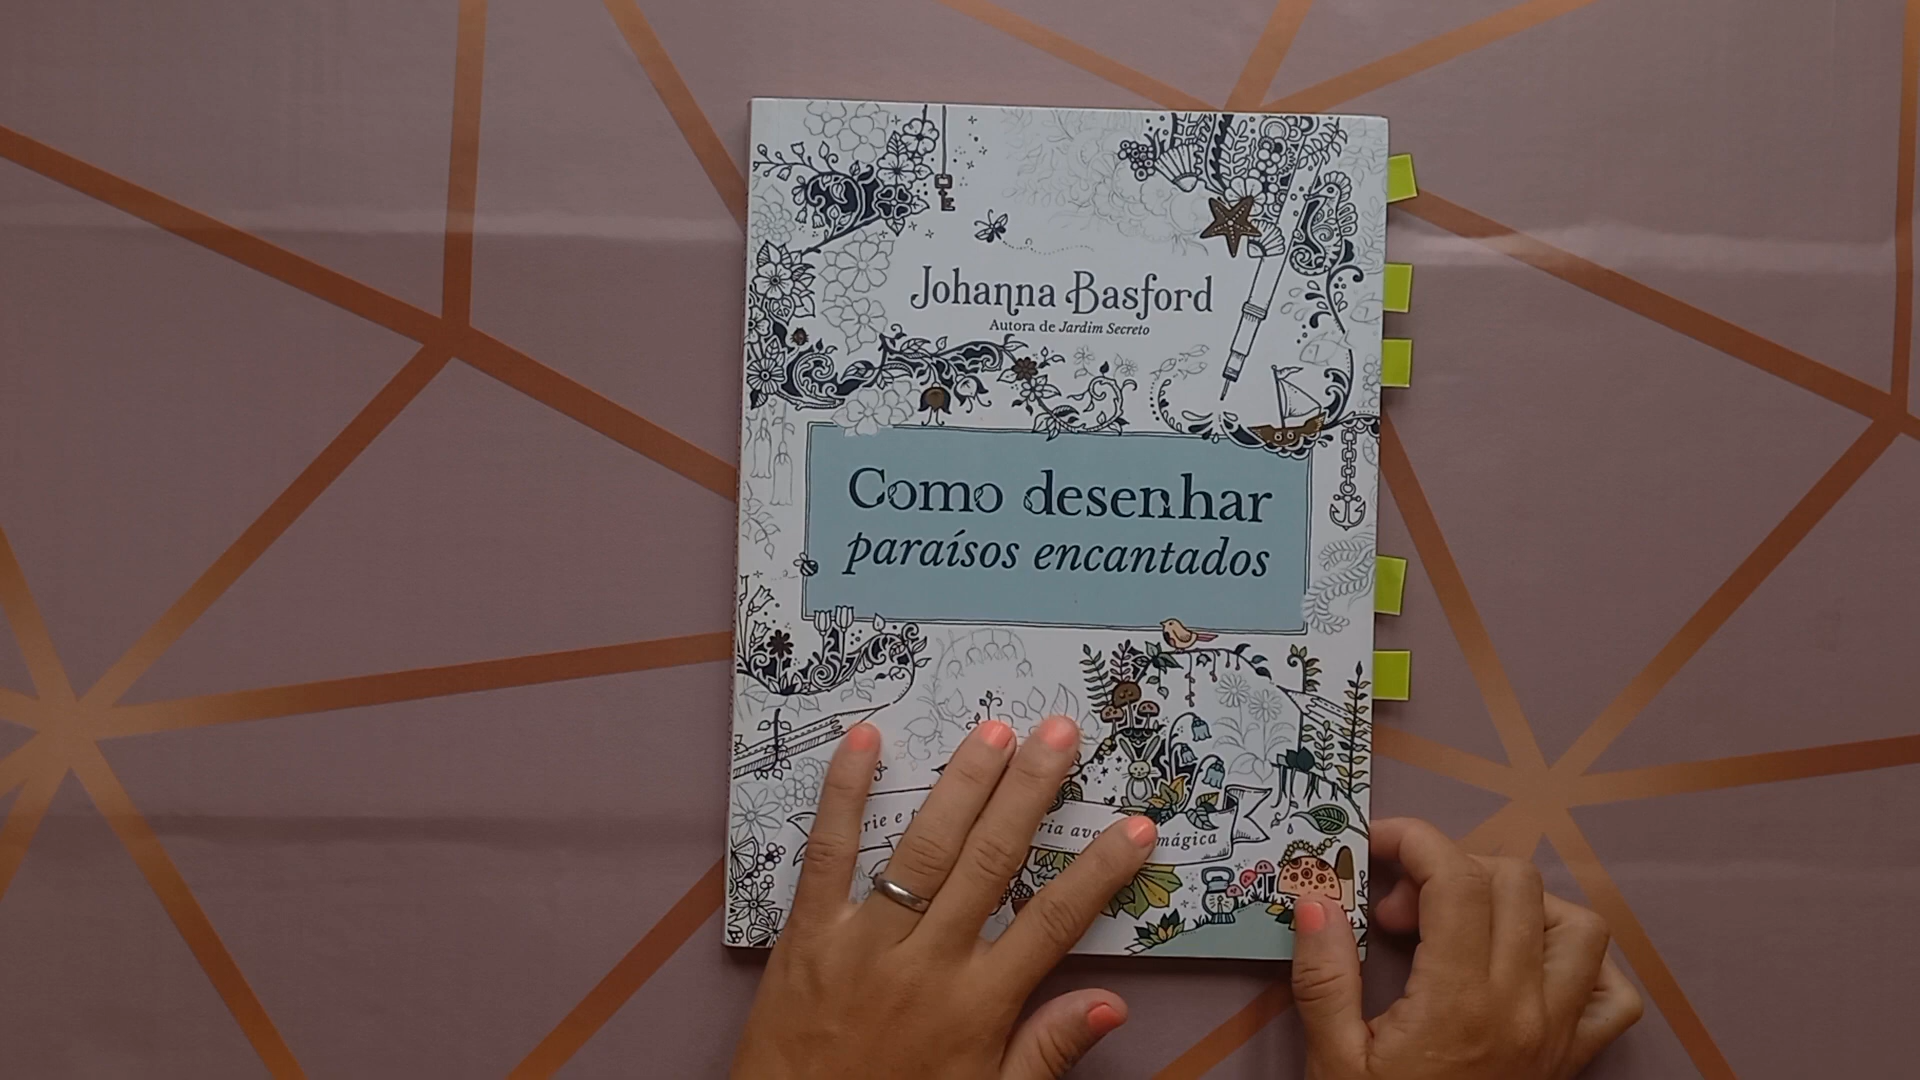 Johanna Basford
Autora de Jardim Secreto
Como desenhar
paraísos encantados
mágica